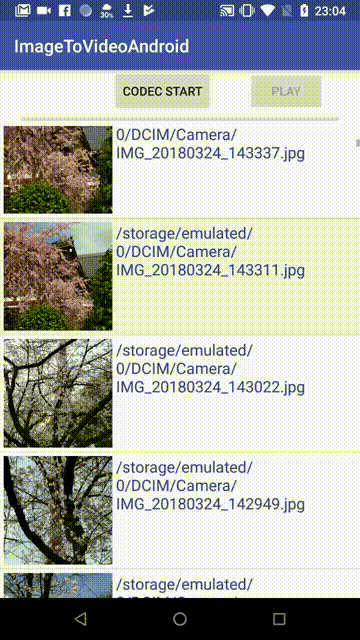 30%
23:04
ImageToVideoAndroid
CODEC START
PLAY
0/DCIM/Camera/
IMG_20180324_143337.jpg
/storage/emulated/
0/DCIM/Camera/
IMG_20180324_143311.jpg
/storage/emulated/
0/DCIM/Camera/
IMG_20180324_143022.jpg
/storage/emulated/
0/DCIM/Camera/
IMG_20180324_142949.jpg
/storage/emulated/